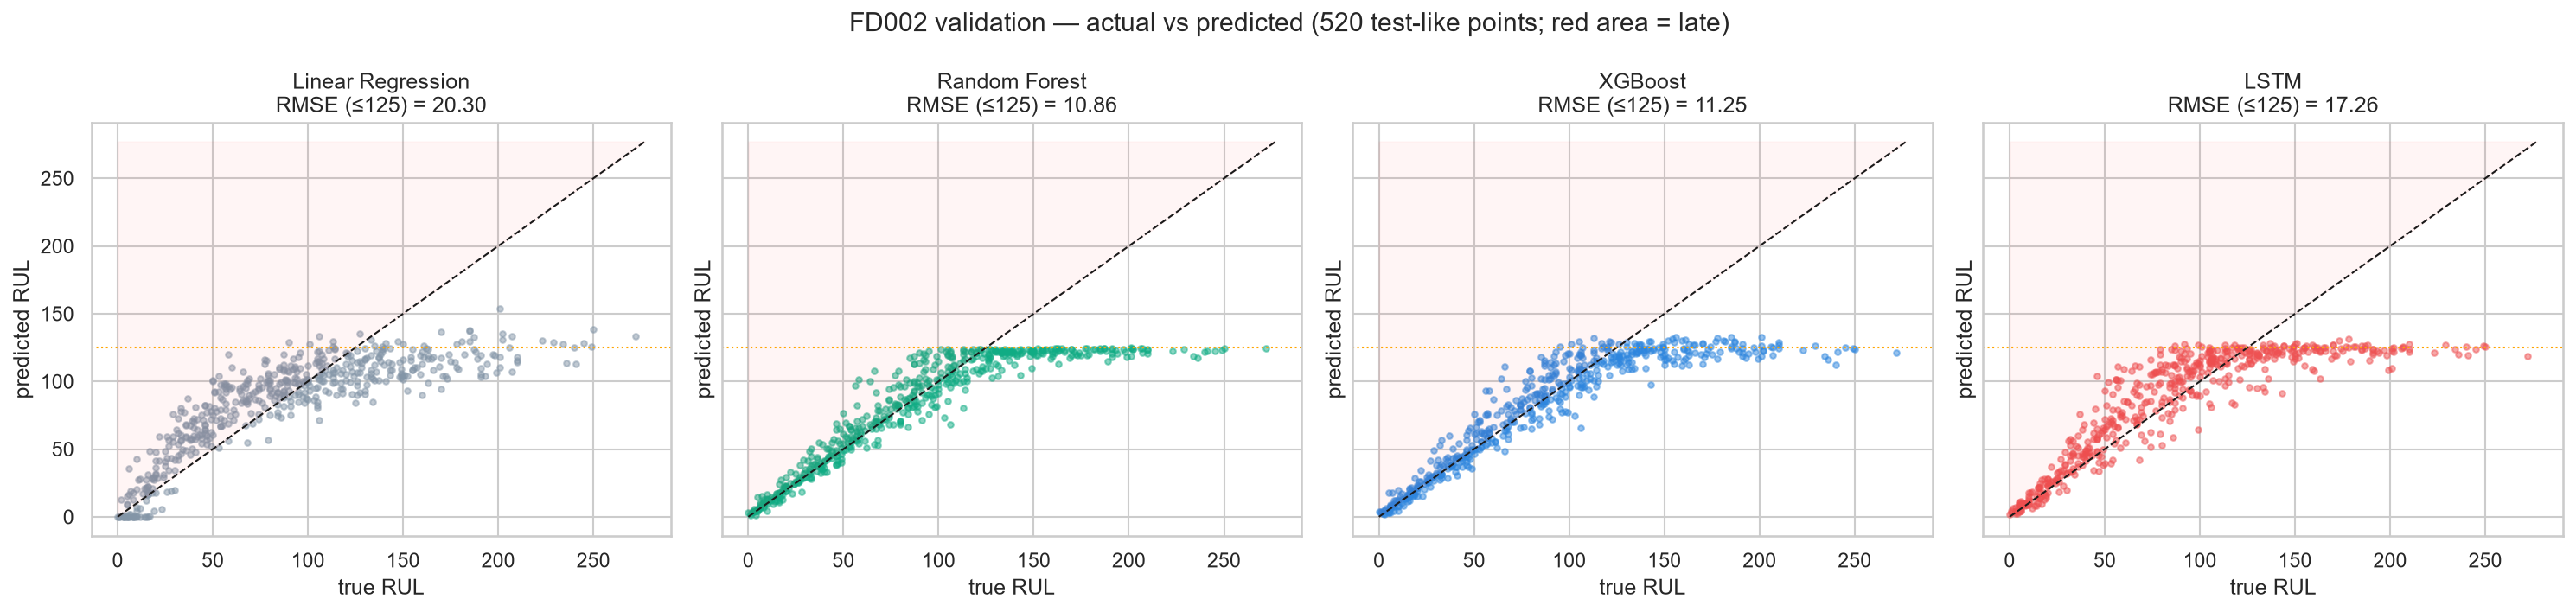 FD002 validation — actual vs predicted (520 test-like points; red area = late)
Linear Regression
RMSE (≤125) = 20.30
250
200
150
100
50
0
predicted RUL
0 50 100 150 200 250
true RUL
Random Forest
RMSE (≤125) = 10.86
predicted RUL
0 50 100 150 200 250
true RUL
XGBoost
RMSE (≤125) = 11.25
predicted RUL
0 50 100 150 200 250
true RUL
LSTM
RMSE (≤125) = 17.26
predicted RUL
0 50 100 150 200 250
true RUL